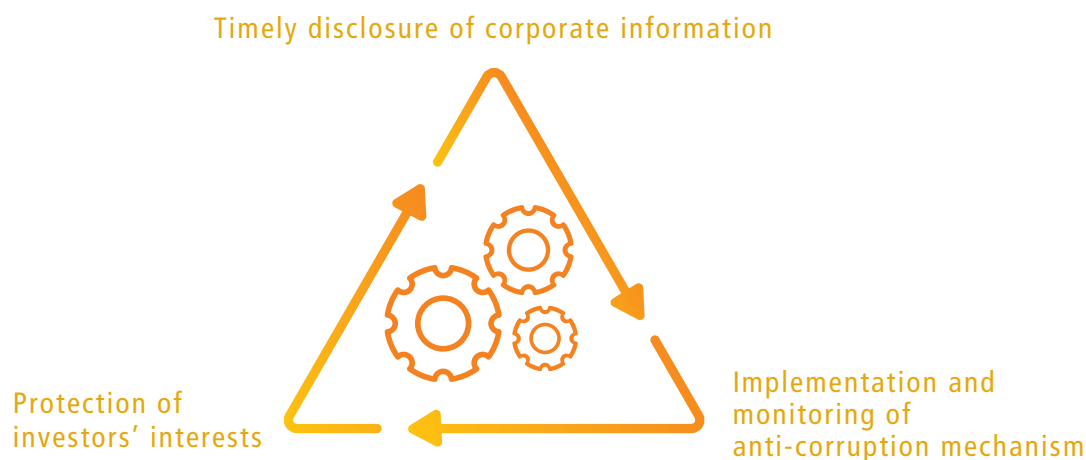 Timely disclosure of corporate information
Protection of
investors’ interests
Implementation and
monitoring of
anti-corruption mechanism